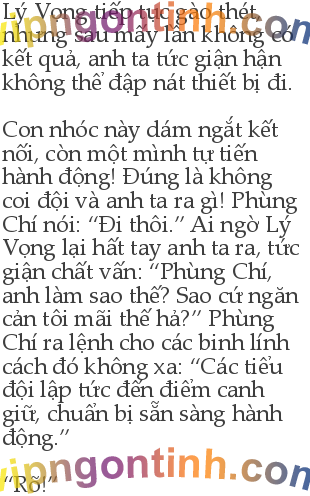 Lý Vọng tiếp tục gào thét,
nhưng sau mấy lần không có
kết quả, anh ta tức giận hận
không thể đập nát thiết bị đi.
Con nhóc này dám ngắt kết
nối, còn một mình tự tiến
hành động! Đúng là không
coi đội và anh ta ra gì! Phùng
Chí nói: “Đi thôi.” Ai ngờ Lý
Vọng lại hất tay anh ta ra, tức
giận chất vấn: “Phùng Chí,
anh làm sao thế? Sao cứ ngăn
cản tôi mãi thế hả?” Phùng
Chí ra lệnh cho các binh lính
cách đó không xa: “Các tiểu
đội lập tức đến điểm canh
giữ, chuẩn bị sẵn sàng hành
động.”
“Rõ!”
vipngontinh.com
vipngontinh.com